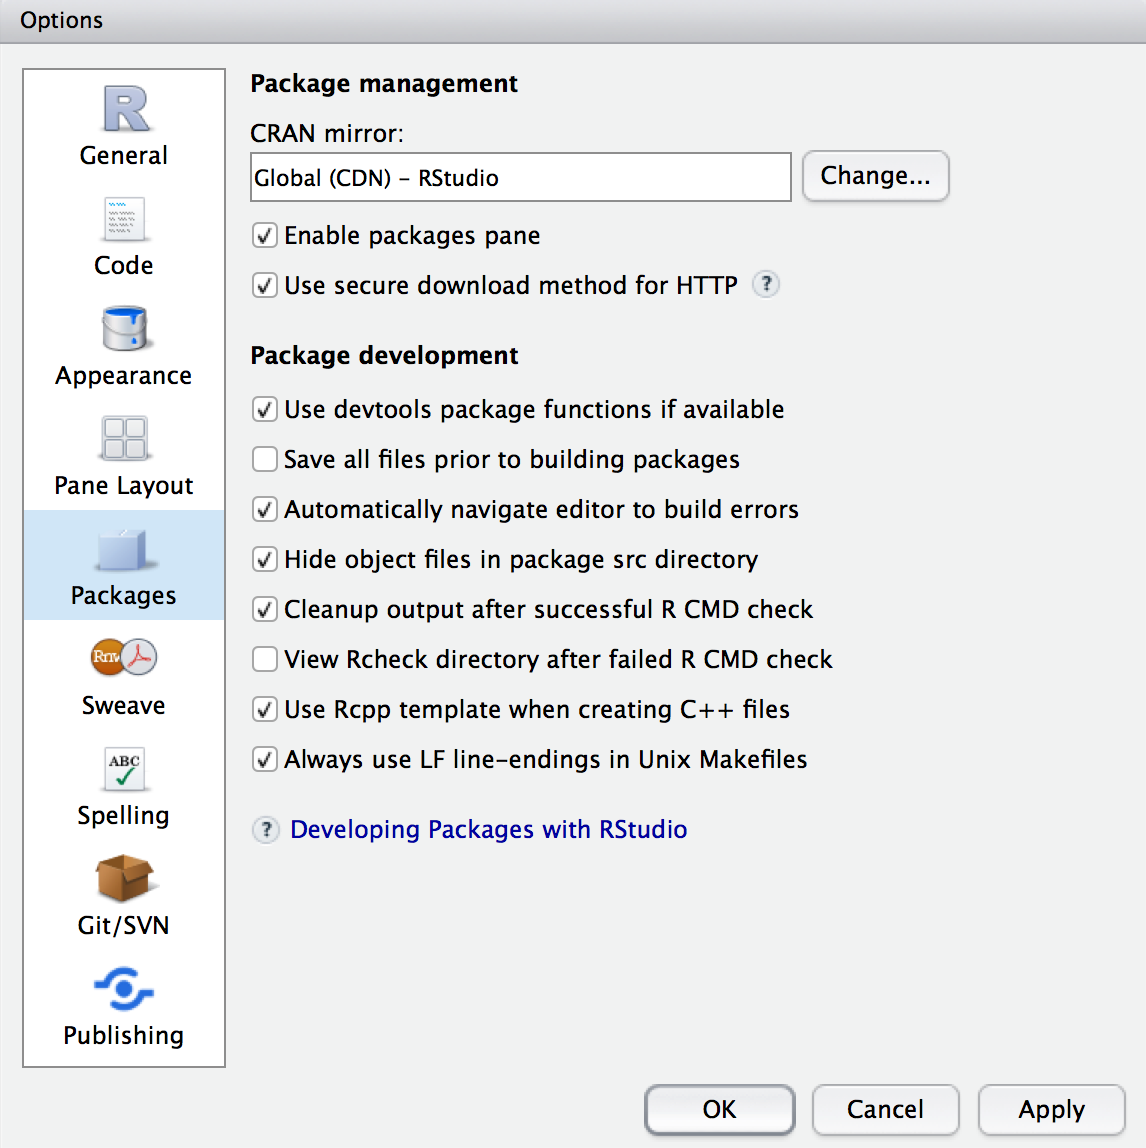 Options
General
Code
Appearance
Pane Layout
Packages
Rnw
Sweave
ABC
Spelling
Git/SVN
Publishing
Package management
CRAN mirror:
Global (CDN) – RStudio
Change...
Enable packages pane
Use secure download method for HTTP ?
Package development
Use devtools package functions if available
Save all files prior to building packages
Automatically navigate editor to build errors
Hide object files in package src directory
Cleanup output after successful R CMD check
View Rcheck directory after failed R CMD check
Use Rcpp template when creating C++ files
Always use LF line-endings in Unix Makefiles
? Developing Packages with RStudio
OK
Cancel
Apply